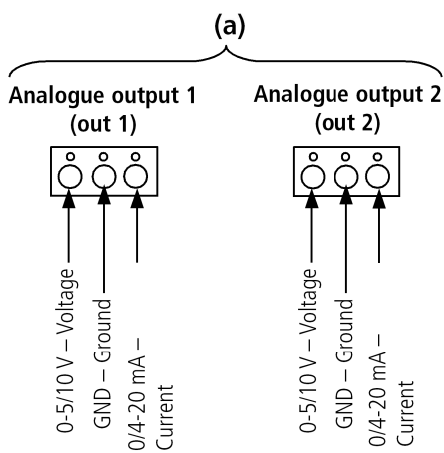 (a)
Analogue output 1
(out 1)
Analogue output 2
(out 2)
0-5/10 V – Voltage
GND – Ground
0/4-20 mA –
Current
0-5/10 V – Voltage
GND – Ground
0/4-20 mA –
Current